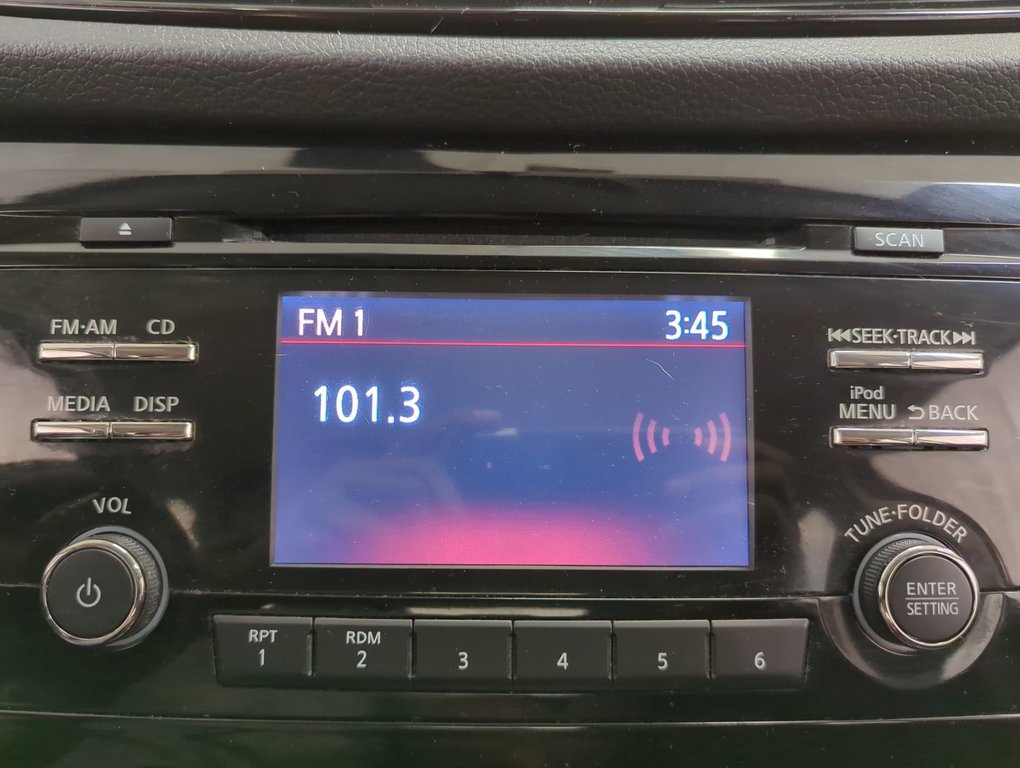 SCAN
FM·AM CD
MEDIA DISP
VOL
FM 1 3:45
101.3
SEEK·TRACK
iPod
MENU BACK
TUNE·FOLDER
ENTER
SETTING
RPT RDM
1 2 3 4 5 6